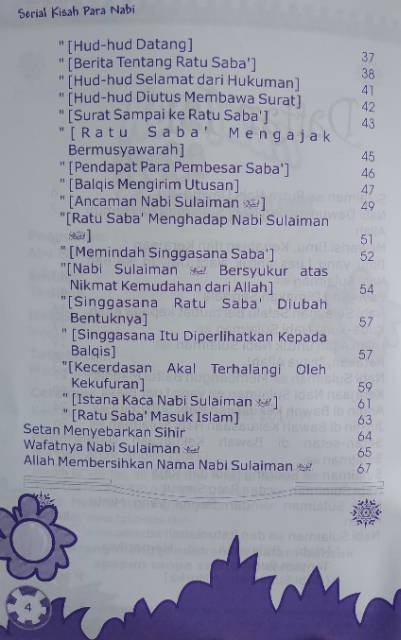 Serial Kisah Para Nabi
" [Hud-hud Datang] 37
" [Berita Tentang Ratu Saba'] 38
" [Hud-hud Selamat dari Hukuman] 41
" [Hud-hud Diutus Membawa Surat] 42
" [Surat Sampai ke Ratu Saba'] 43
" [Ratu Saba' Mengajak
Bermusyawarah] 45
" [Pendapat Para Pembesar Saba'] 46
" [Balqis Mengirim Utusan] 47
" [Ancaman Nabi Sulaiman] 49
"[Ratu Saba' Menghadap Nabi Sulaiman
] 51
" [Memindah Singgasana Saba'] 52
"[Nabi Sulaiman Bersyukur atas
Nikmat Kemudahan dari Allah] 54
"[Singgasana Ratu Saba' Diubah
Bentuknya] 57
" [Singgasana Itu Diperlihatkan Kepada
Balqis] 57
"[Kecerdasan Akal Terhalangi Oleh
Kekufuran] 59
" [Istana Kaca Nabi Sulaiman] 61
" [Ratu Saba' Masuk Islam] 63
Setan Menyebarkan Sihir 64
Wafatnya Nabi Sulaiman 65
Allah Membersihkan Nama Nabi Sulaiman 67
4